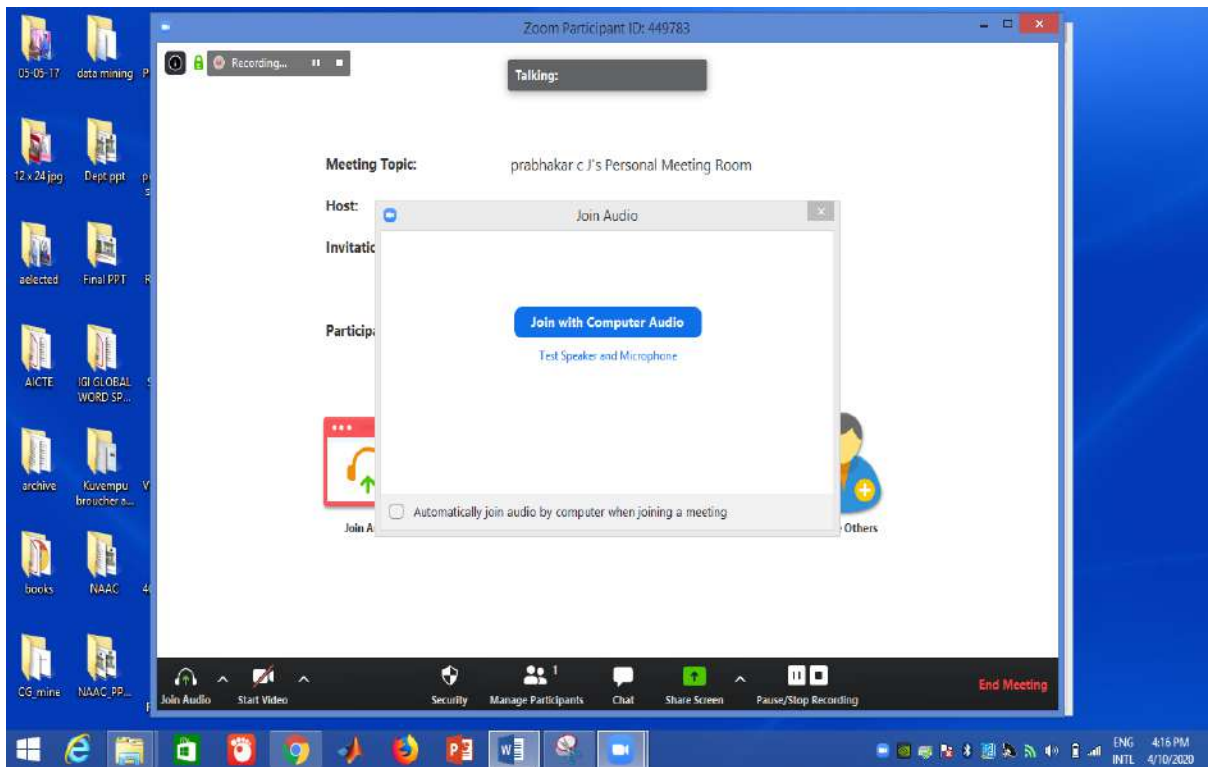 Zoom Participant ID: 449783
Recording...
Talking:
Meeting Topic:
prabhakar c J's Personal Meeting Room
Host:
Join Audio
Invitatic
Join with Computer Audio
Test Speaker and Microphone
Particip
Automatically join audio by computer when joining a meeting
Join A
Others
05-05-17
data mining
P
12 x 24 jpg
Dept ppt
aelected
Final PPT
R
AICTE
IGI GLOBAL
WORD SP...
S
archive
Kuvempu
broucher a...
V
books
NAAC
CG_mine
NAAC_PP...
Join Audio
Start Video
Security
Manage Participants
1
Chat
Share Screen
Pause/Stop Recording
End Meeting
ENG
INTL
4:16 PM
4/10/2020